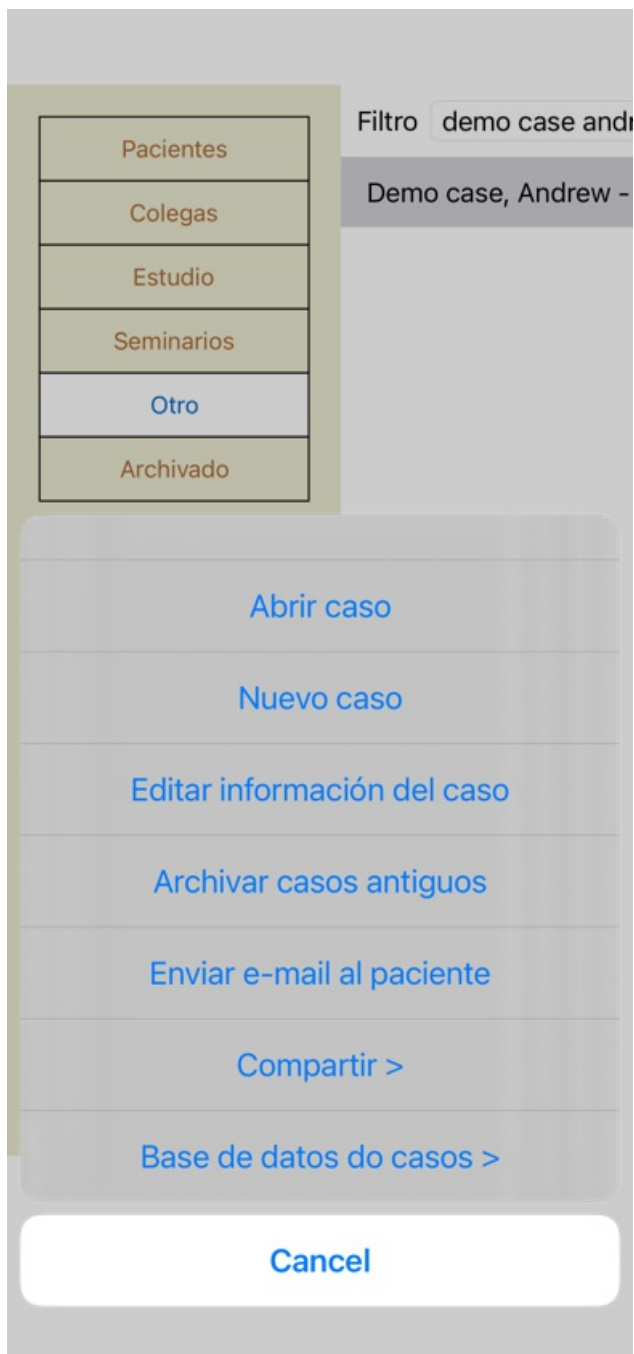 Pacientes
Colegas
Estudio
Seminarios
Otro
Archivado
Filtro demo case andr
Demo case, Andrew -
Abrir caso
Nuevo caso
Editar información del caso
Archivar casos antiguos
Enviar e-mail al paciente
Compartir >
Base de datos do casos >
Cancel